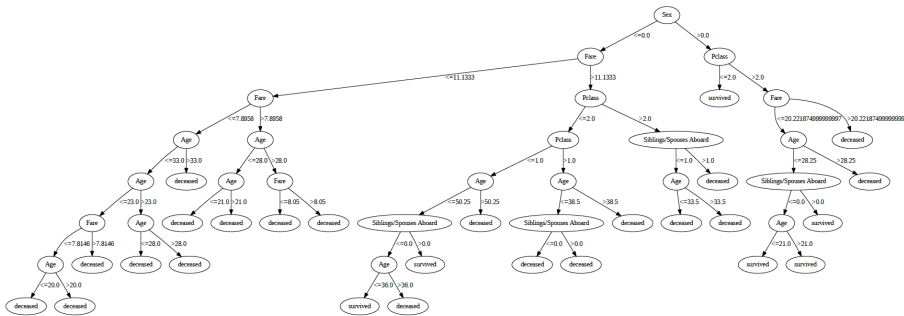 Sex
<=0.0 >0.0
Fare Pclass
<=11.1333 >11.1333 <=2.0 >2.0
Fare Pclass survived Fare
<=7.8958 >7.8958 <=2.0 >2.0 <=20.221874999999997
Age Age Pclass Siblings/Spouses Aboard Age deceased
<=33.0 >33.0 <=28.0 >28.0 <=1.0 >1.0 <=1.0 >1.0 <=28.25 >28.25
Age deceased Age Fare Age Age Age deceased Siblings/Spouses Aboard deceased
<=23.0 >23.0 <=21.0 >21.0 <=8.05 >8.05 <=50.25 >50.25 <=38.5 >38.5 <=33.5 >33.5 <=0.0 >0.0
Fare Age deceased deceased deceased deceased Siblings/Spouses Aboard deceased Siblings/Spouses Aboard deceased deceased deceased Age survived
<=7.8146 >7.8146 <=28.0 >28.0 <=0.0 >0.0 <=0.0 >0.0 <=21.0 >21.0
Age deceased deceased deceased Age survived deceased deceased survived survived
<=20.0 >20.0 <=36.0 >36.0
deceased deceased survived deceased